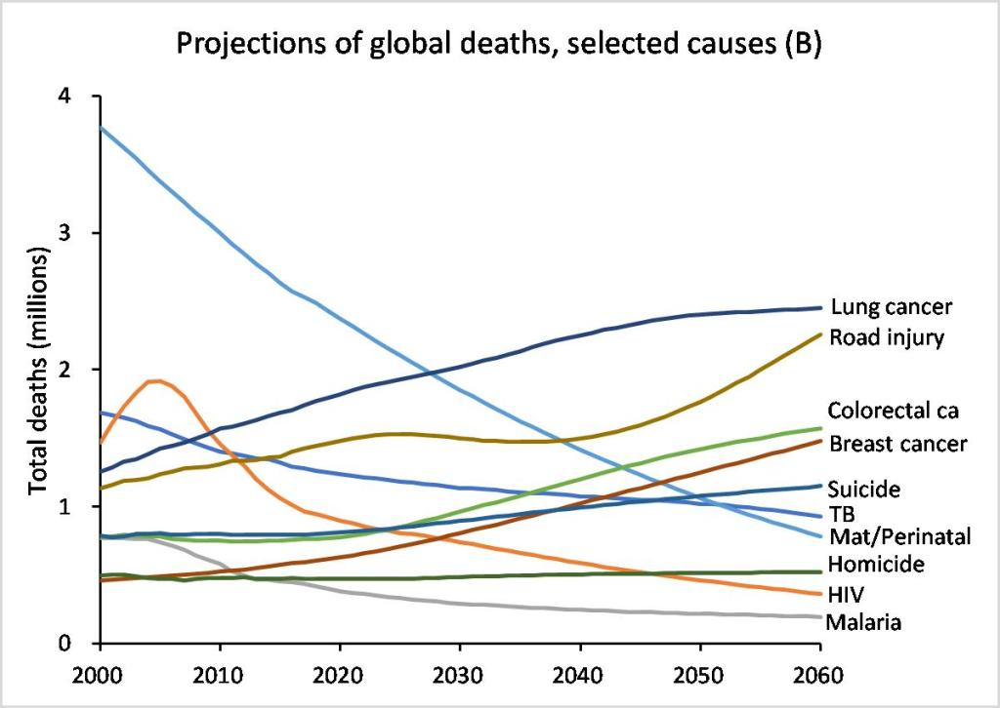 Projections of global deaths, selected causes (B)
Total deaths (millions)
4
3
2
1
0
2000 2010 2020 2030 2040 2050 2060
Lung cancer
Road injury
Colorectal ca
Breast cancer
Suicide
TB
Mat/Perinatal
Homicide
HIV
Malaria